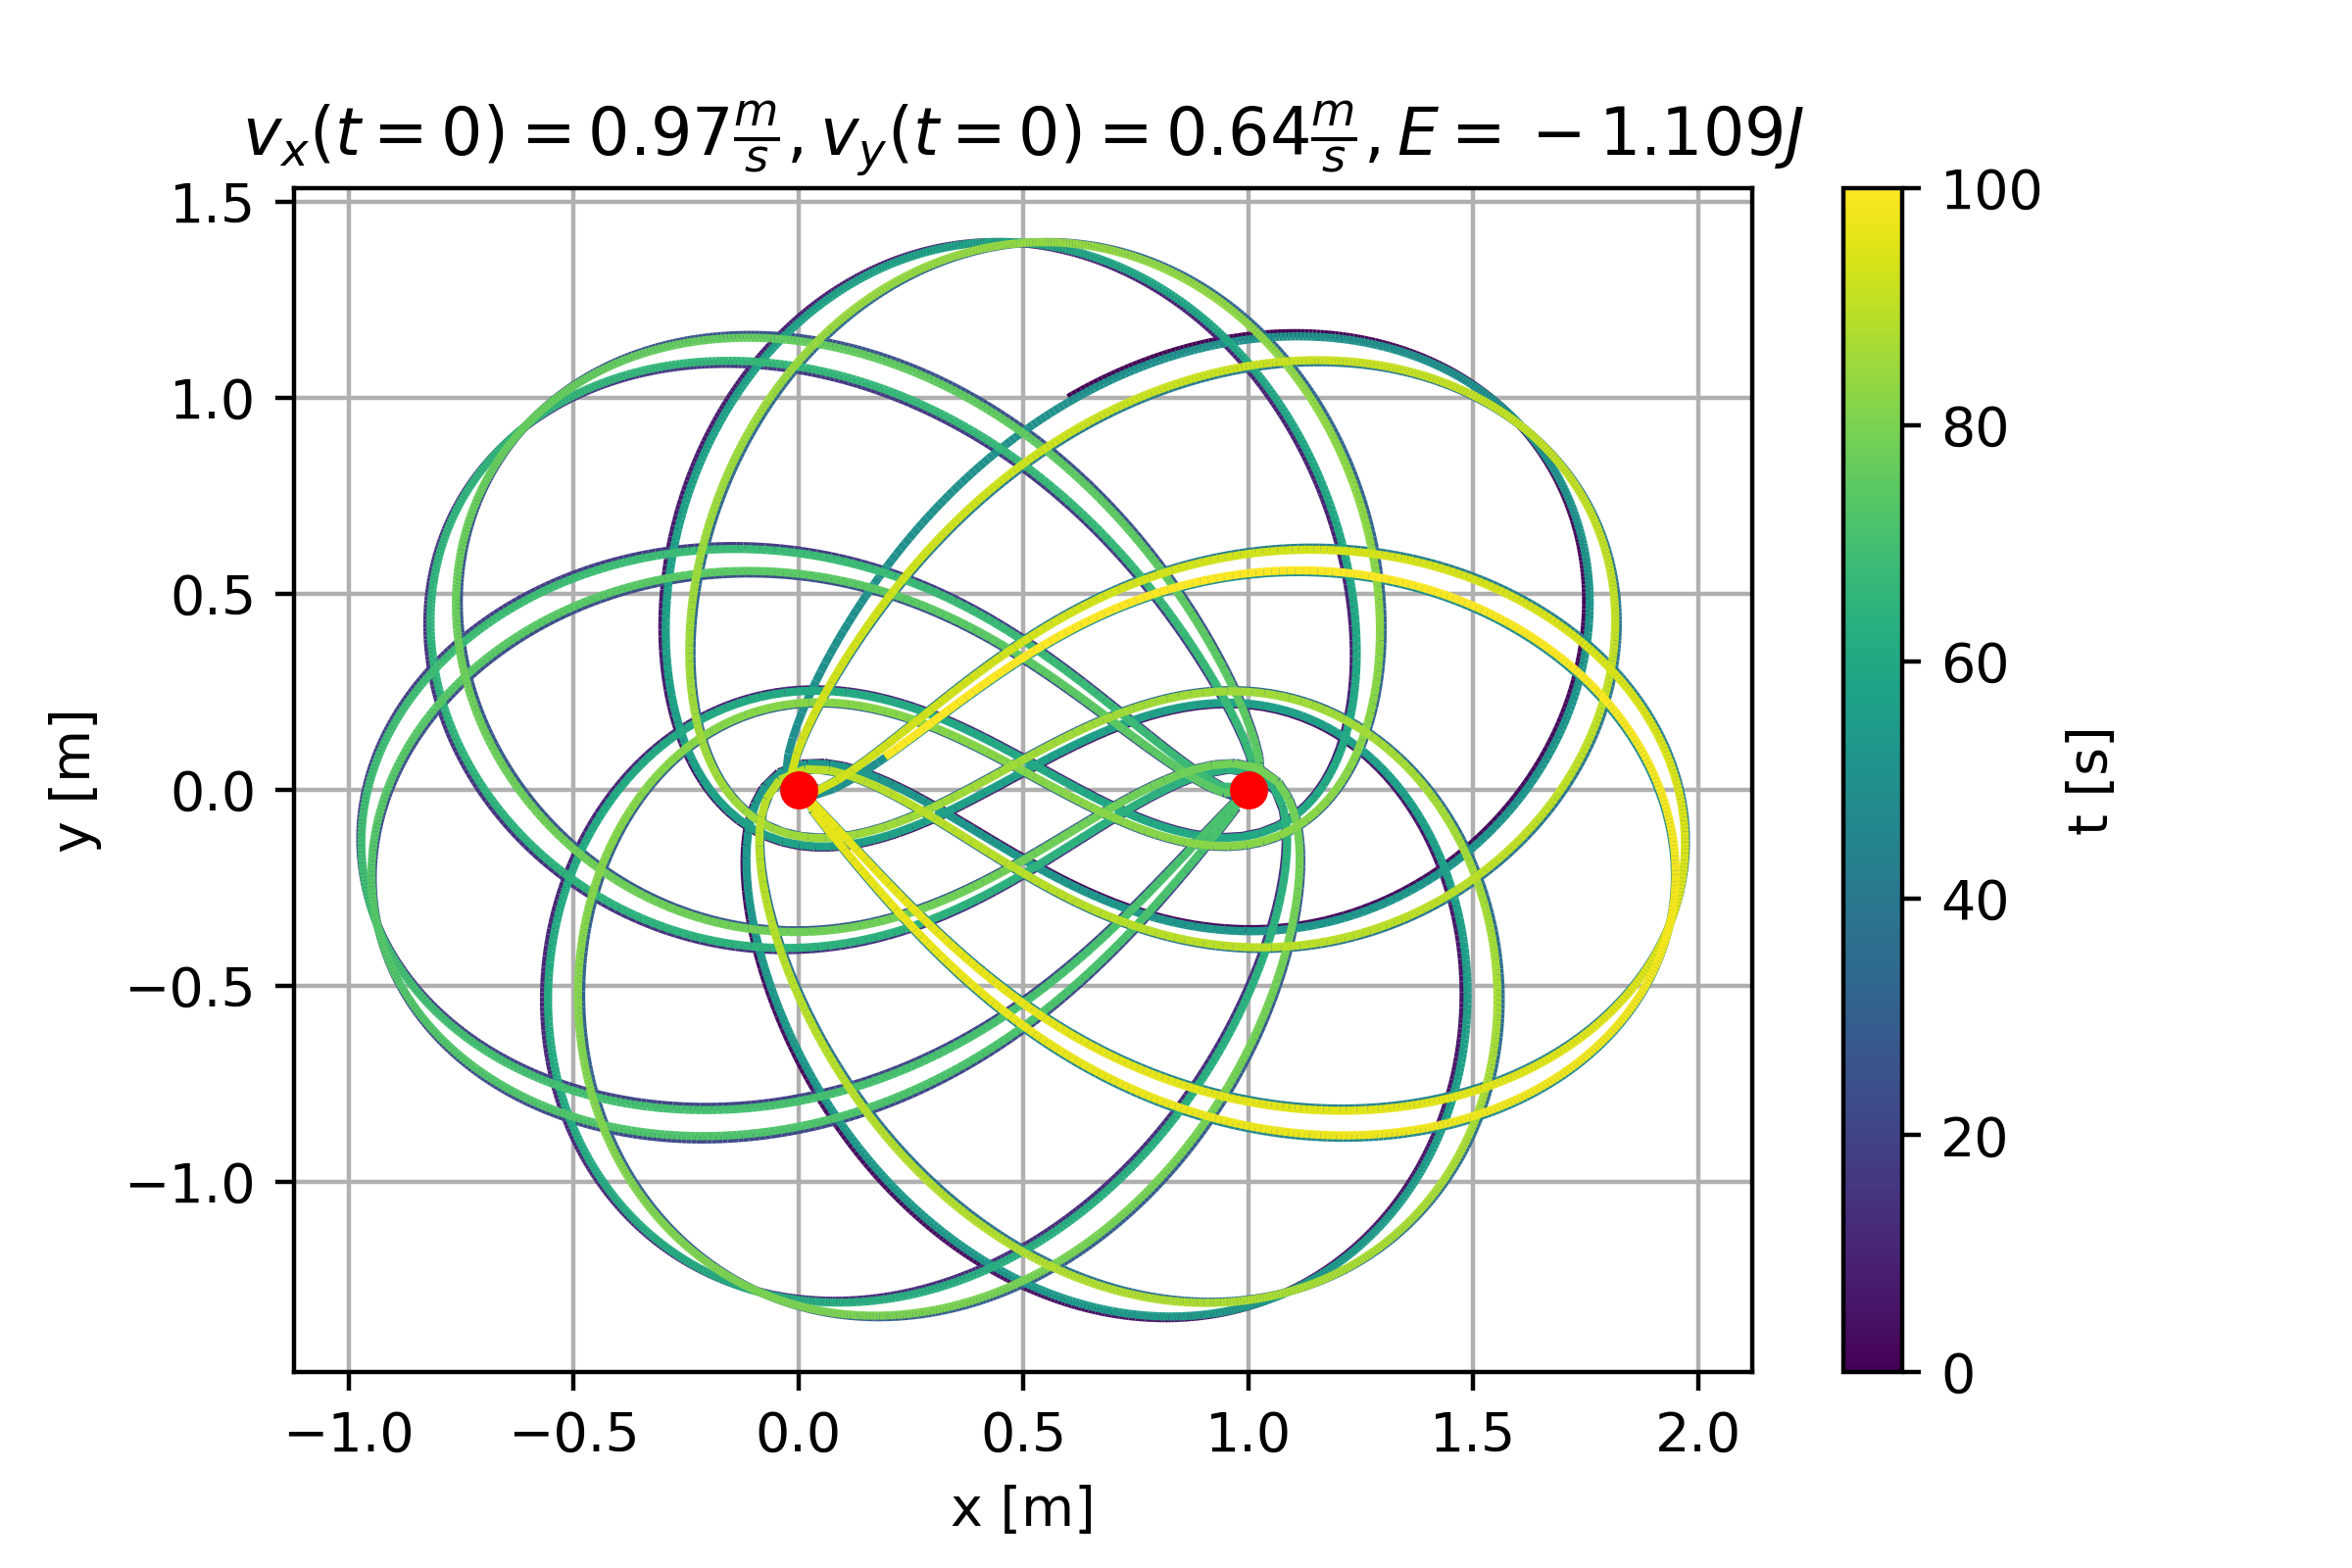 v_x(t = 0) = 0.97 m/s, v_y(t = 0) = 0.64 m/s, E = −1.109J
1.5
1.0
0.5
0.0
−0.5
−1.0
y [m]
−1.0 −0.5 0.0 0.5 1.0 1.5 2.0
x [m]
100
80
60
40
20
0
t [s]